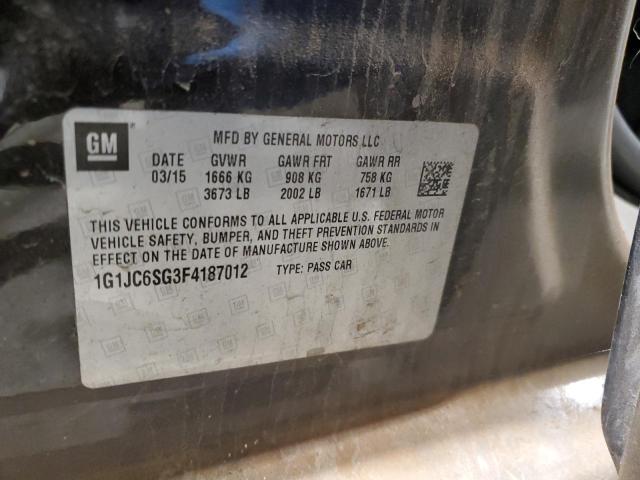 GM
MFD BY GENERAL MOTORS LLC
DATE GVWR GAWR FRT GAWR RR
03/15 1666 KG 908 KG 758 KG
3673 LB 2002 LB 1671 LB
THIS VEHICLE CONFORMS TO ALL APPLICABLE U.S. FEDERAL MOTOR
VEHICLE SAFETY, BUMPER, AND THEFT PREVENTION STANDARDS IN
EFFECT ON THE DATE OF MANUFACTURE SHOWN ABOVE.
1G1JC6SG3F4187012 TYPE: PASS CAR